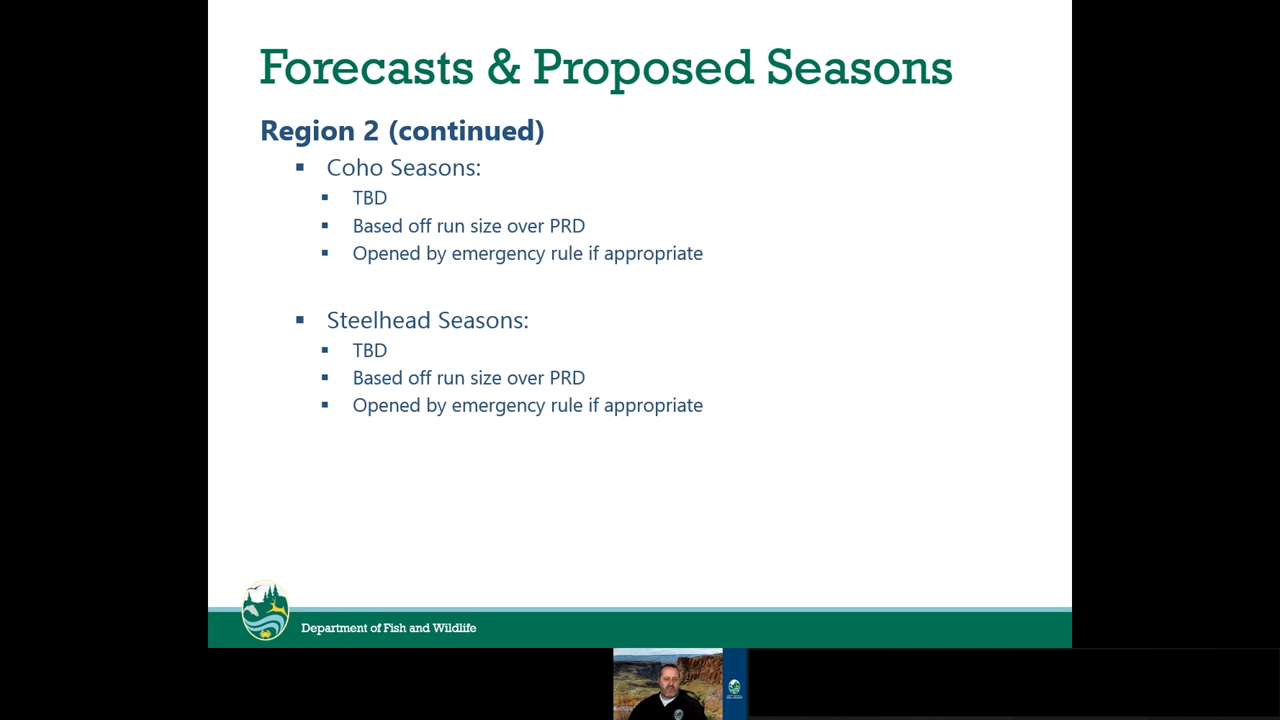 Forecasts & Proposed Seasons
Region 2 (continued)
Coho Seasons:
TBD
Based off run size over PRD
Opened by emergency rule if appropriate
Steelhead Seasons:
TBD
Based off run size over PRD
Opened by emergency rule if appropriate
Department of Fish and Wildlife